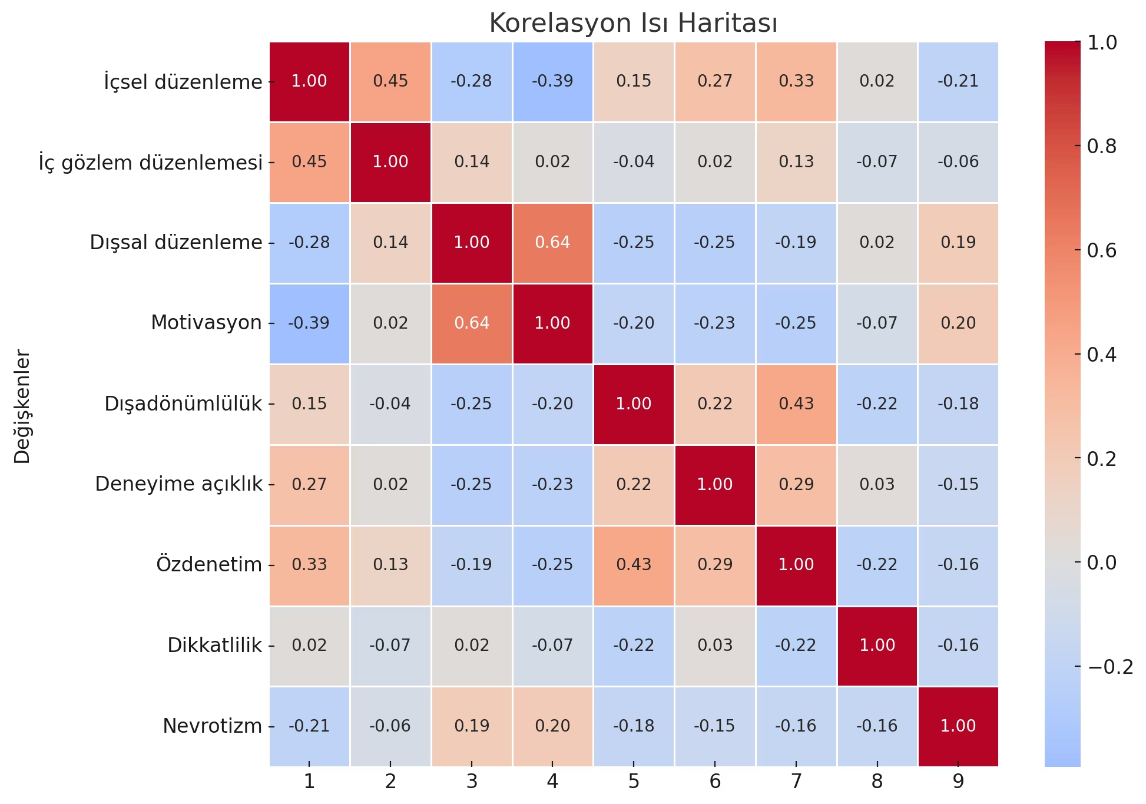 Korelasyon Isı Haritası
İçsel düzenleme 1.00 0.45 -0.28 -0.39 0.15 0.27 0.33 0.02 -0.21
İç gözlem düzenlemesi 0.45 1.00 0.14 0.02 -0.04 0.02 0.13 -0.07 -0.06
Dışsal düzenleme -0.28 0.14 1.00 0.64 -0.25 -0.25 -0.19 0.02 0.19
Motivasyon -0.39 0.02 0.64 1.00 -0.20 -0.23 -0.25 -0.07 0.20
Dışadönümlülük 0.15 -0.04 -0.25 -0.20 1.00 0.22 0.43 -0.22 -0.18
Deneyime açıklık 0.27 0.02 -0.25 -0.23 0.22 1.00 0.29 0.03 -0.15
Özdenetim 0.33 0.13 -0.19 -0.25 0.43 0.29 1.00 -0.22 -0.16
Dikkatlilik 0.02 -0.07 0.02 -0.07 -0.22 0.03 -0.22 1.00 -0.16
Nevrotizm -0.21 -0.06 0.19 0.20 -0.18 -0.15 -0.16 -0.16 1.00
1 2 3 4 5 6 7 8 9
Değişkenler
1.0
0.8
0.6
0.4
0.2
0.0
−0.2